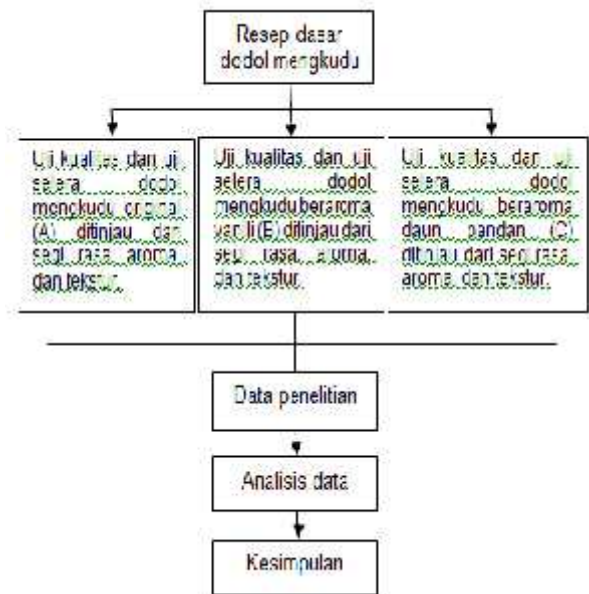 Resep dasar
dodol mengkudu
Uji kualitas dan uji
selera dodol
mengkudu original
(A) ditinjau dari
segi rasa, aroma,
dan tekstur.
Uji kualitas dan uji
selera dodol
mengkudu beraroma
vanili (B) ditinjau dari
segi rasa, aroma,
dan tekstur.
Uji kualitas dan uji
selera dodol
mengkudu beraroma
daun pandan (C)
ditinjau dari segi rasa,
aroma, dan tekstur.
Data penelitian
Analisis data
Kesimpulan